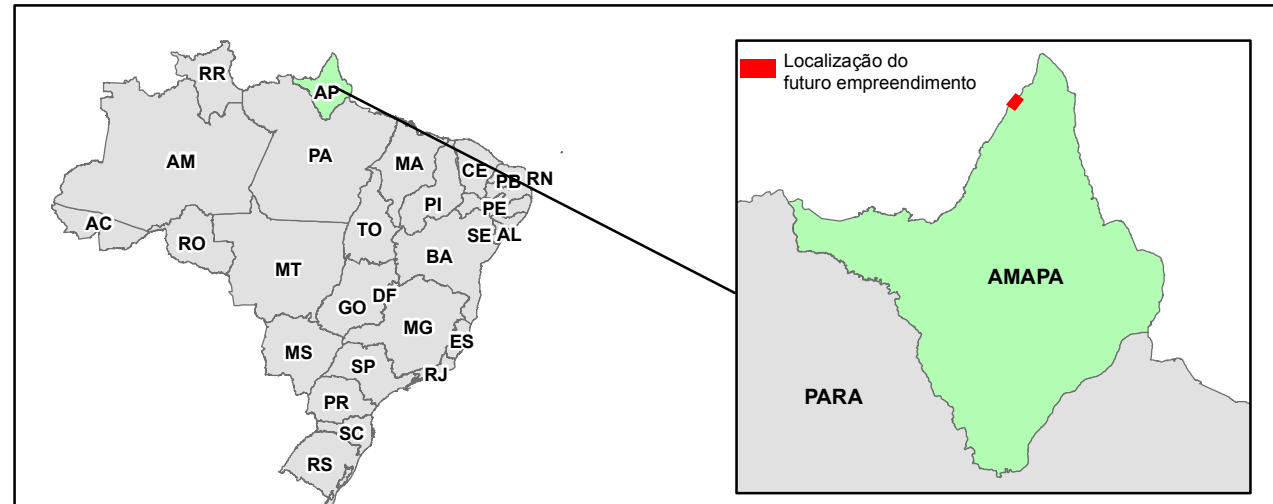 RR
AP
AM
PA
MA
CE
RN
PB
PI
PE
AC
TO
SE
AL
RO
BA
MT
DF
GO
MG
ES
MS
SP
RJ
PR
SC
RS
Localização do
futuro empreendimento
AMAPA
PARA